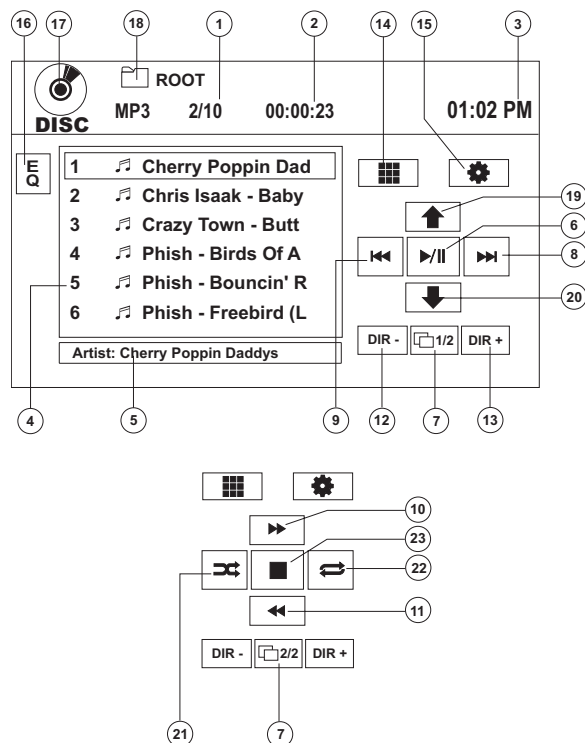 16 17 18 1 2 14 15 3
ROOT
MP3 2/10 00:00:23 01:02 PM
DISC
EQ
1 Cherry Poppin Dad
2 Chris Isaak - Baby
3 Crazy Town - Butt
4 Phish - Birds Of A
5 Phish - Bouncin' R
6 Phish - Freebird (L
Artist: Cherry Poppin Daddys
19
6
8
20
DIR - 1/2 DIR +
4 5 9 12 7 13
10
23
22
11
DIR - 2/2 DIR +
21 7